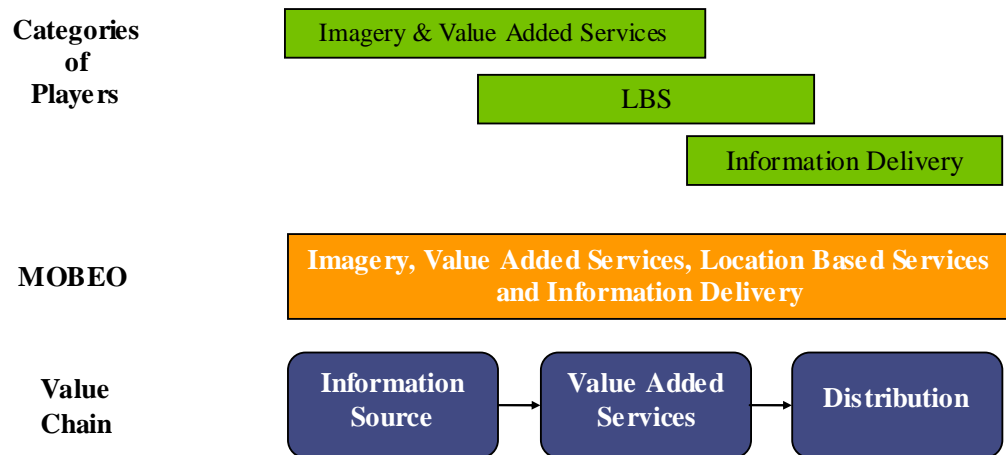 Categories
of
Players
Imagery & Value Added Services
LBS
Information Delivery
MOBEO
Imagery, Value Added Services, Location Based Services
and Information Delivery
Value
Chain
Information
Source
Value Added
Services
Distribution